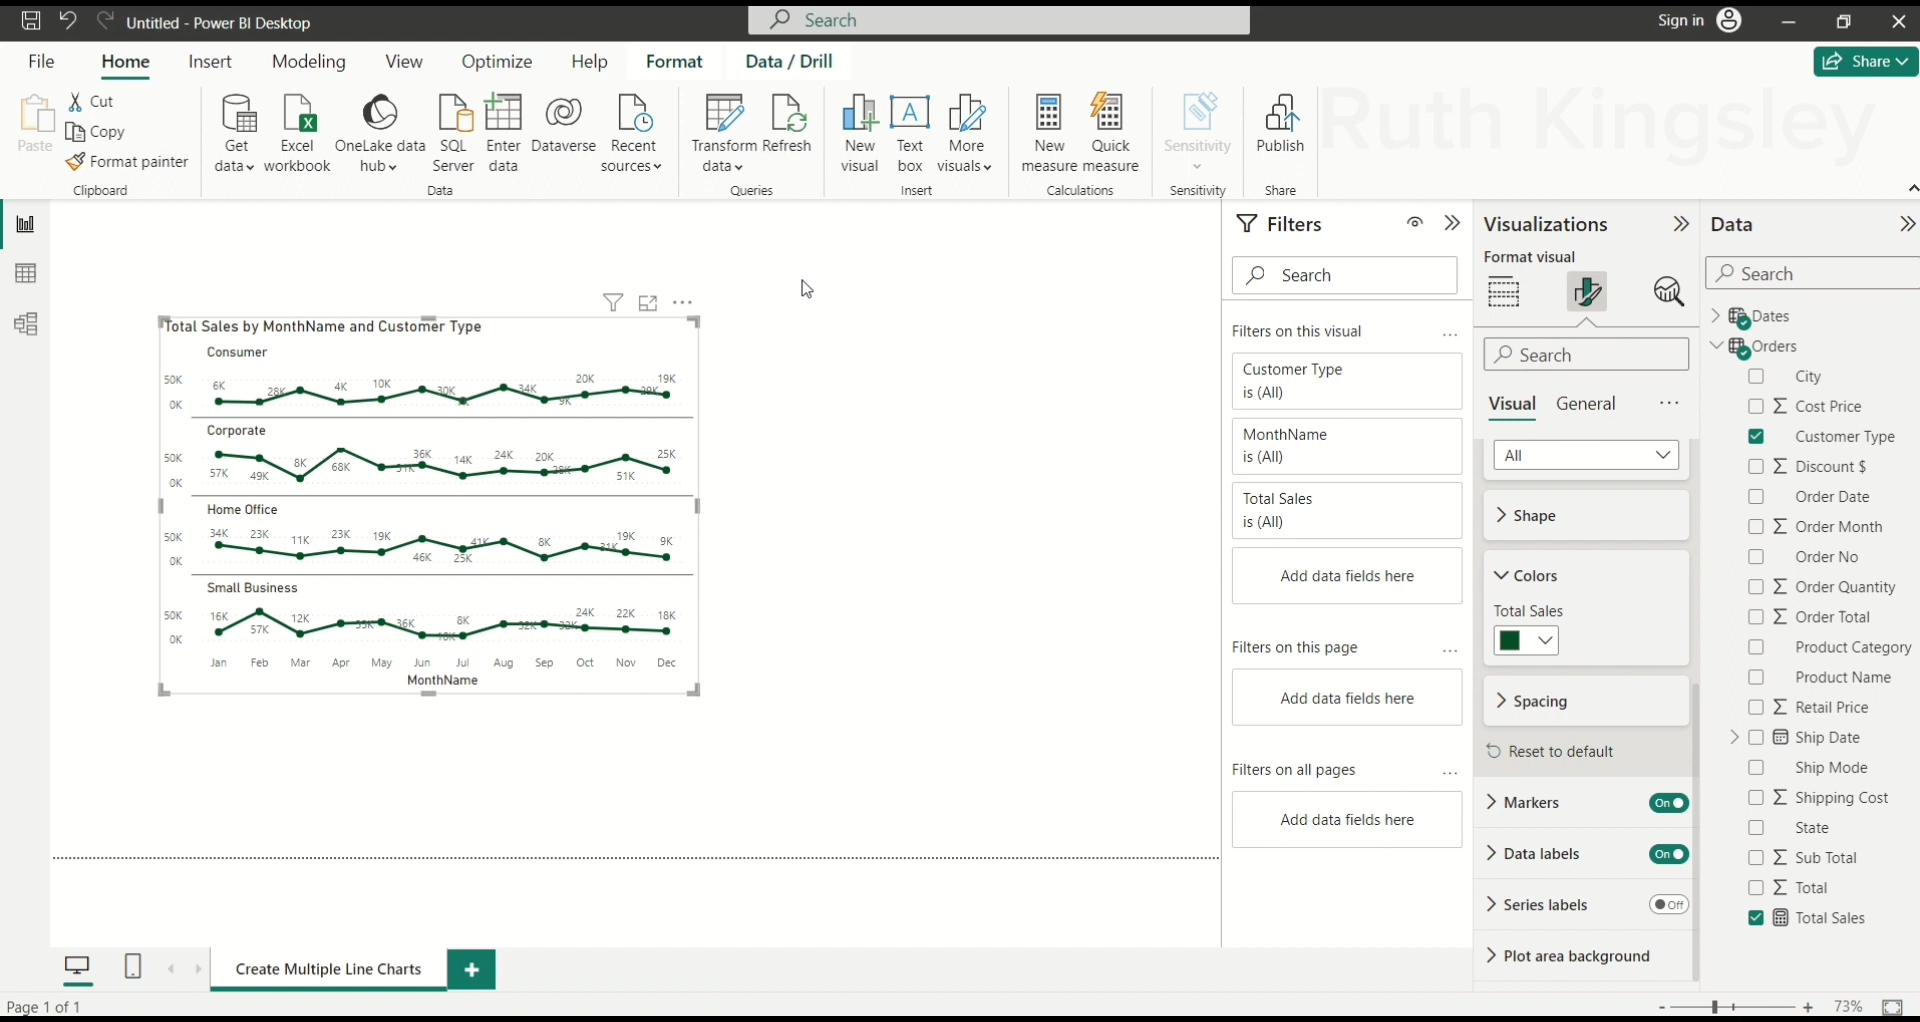 Untitled - Power BI Desktop
Search
Sign in
File Home Insert Modeling View Optimize Help Format Data / Drill
Share
Paste
Cut
Copy
Format painter
Clipboard
Get data
Excel workbook
OneLake data hub
SQL Server
Enter data
Dataverse
Recent sources
Data
Transform data
Refresh
Queries
New visual
Text box
More visuals
Insert
New measure
Quick measure
Calculations
Sensitivity
Sensitivity
Publish
Share
Ruth Kingsley
Total Sales by MonthName and Customer Type
Consumer
50K
0K
6K 28K 4K 10K 30K 34K 9K 20K 19K
Corporate
50K
0K
57K 49K 8K 68K 36K 14K 24K 20K 51K 25K
Home Office
50K
0K
34K 23K 11K 23K 19K 46K 25K 41K 8K 31K 19K 9K
Small Business
50K
0K
16K 57K 12K 36K 8K 24K 22K 18K
Jan Feb Mar Apr May Jun Jul Aug Sep Oct Nov Dec
MonthName
Filters
Search
Filters on this visual
Customer Type
is (All)
MonthName
is (All)
Total Sales
is (All)
Add data fields here
Filters on this page
Add data fields here
Filters on all pages
Add data fields here
Visualizations
Format visual
Search
Visual General
All
Shape
Colors
Total Sales
Spacing
Reset to default
Markers On
Data labels On
Series labels Off
Plot area background
Data
Search
Dates
Orders
City
Cost Price
Customer Type
Discount $
Order Date
Order Month
Order No
Order Quantity
Order Total
Product Category
Product Name
Retail Price
Ship Date
Ship Mode
Shipping Cost
State
Sub Total
Total
Total Sales
Create Multiple Line Charts
Page 1 of 1
73%